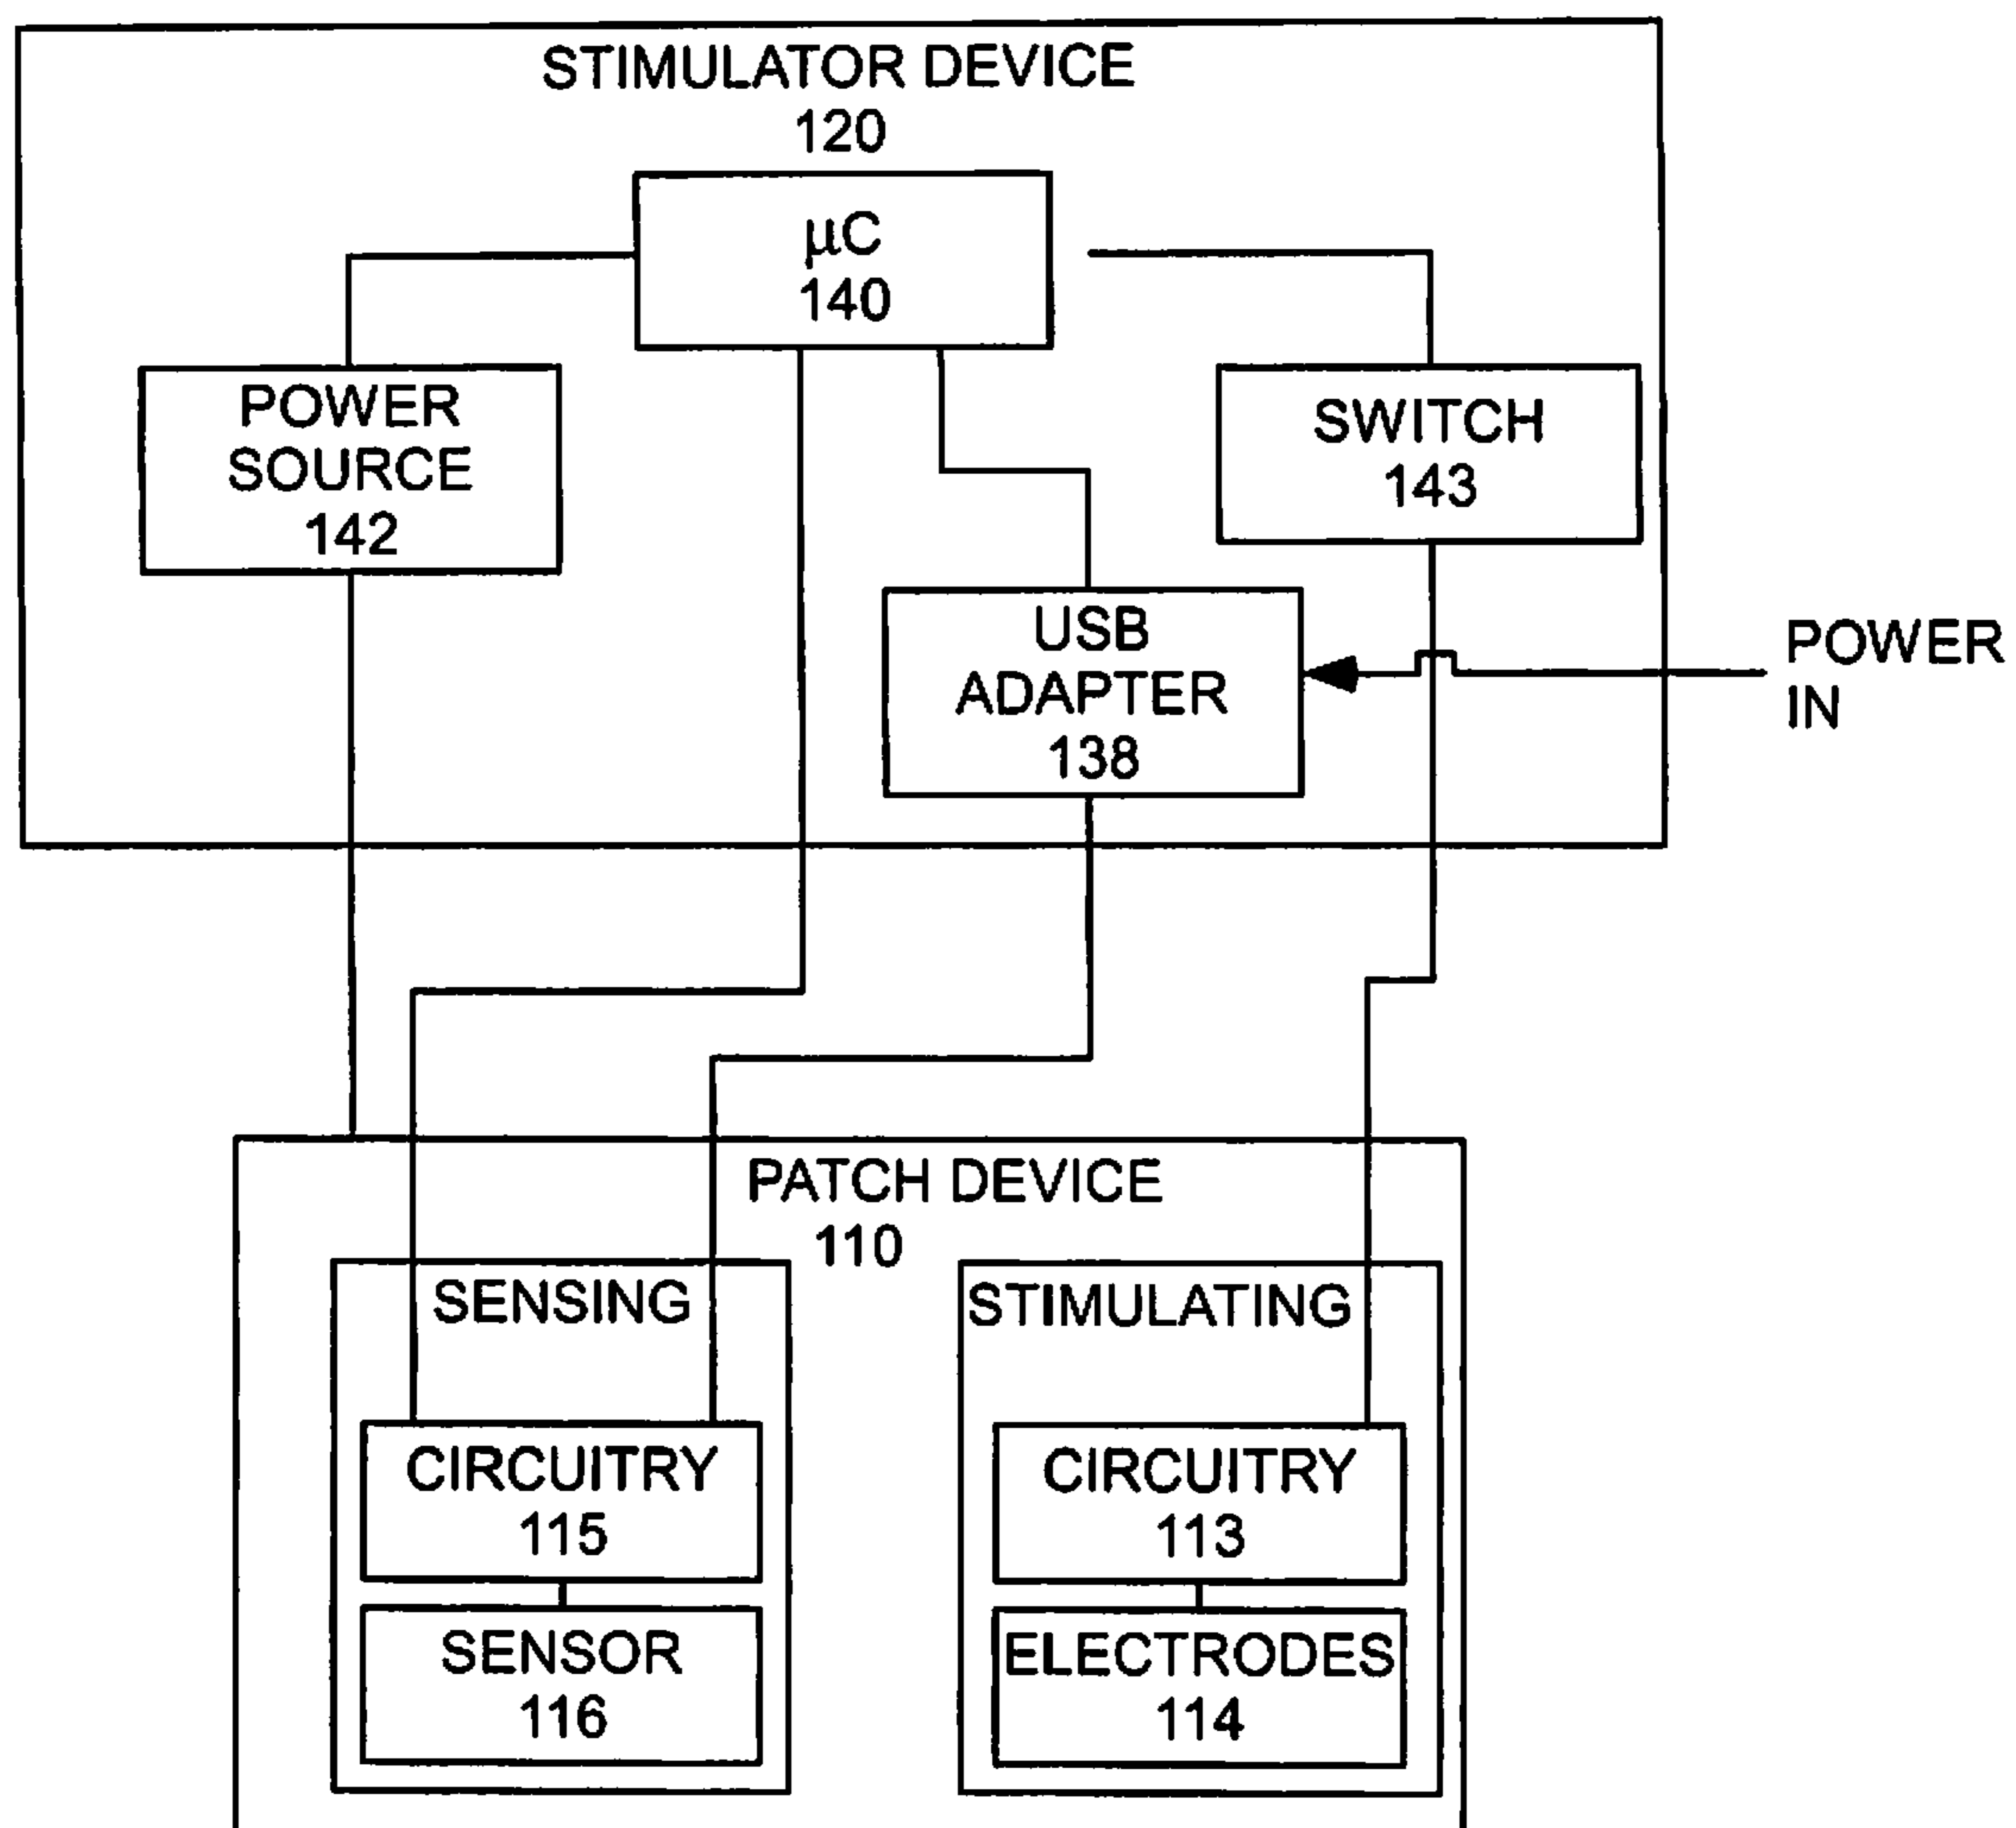 STIMULATOR DEVICE
120
µC
140
POWER
SOURCE
142
SWITCH
143
USB
ADAPTER
138
POWER
IN
PATCH DEVICE
110
SENSING
STIMULATING
CIRCUITRY
115
CIRCUITRY
113
SENSOR
116
ELECTRODES
114